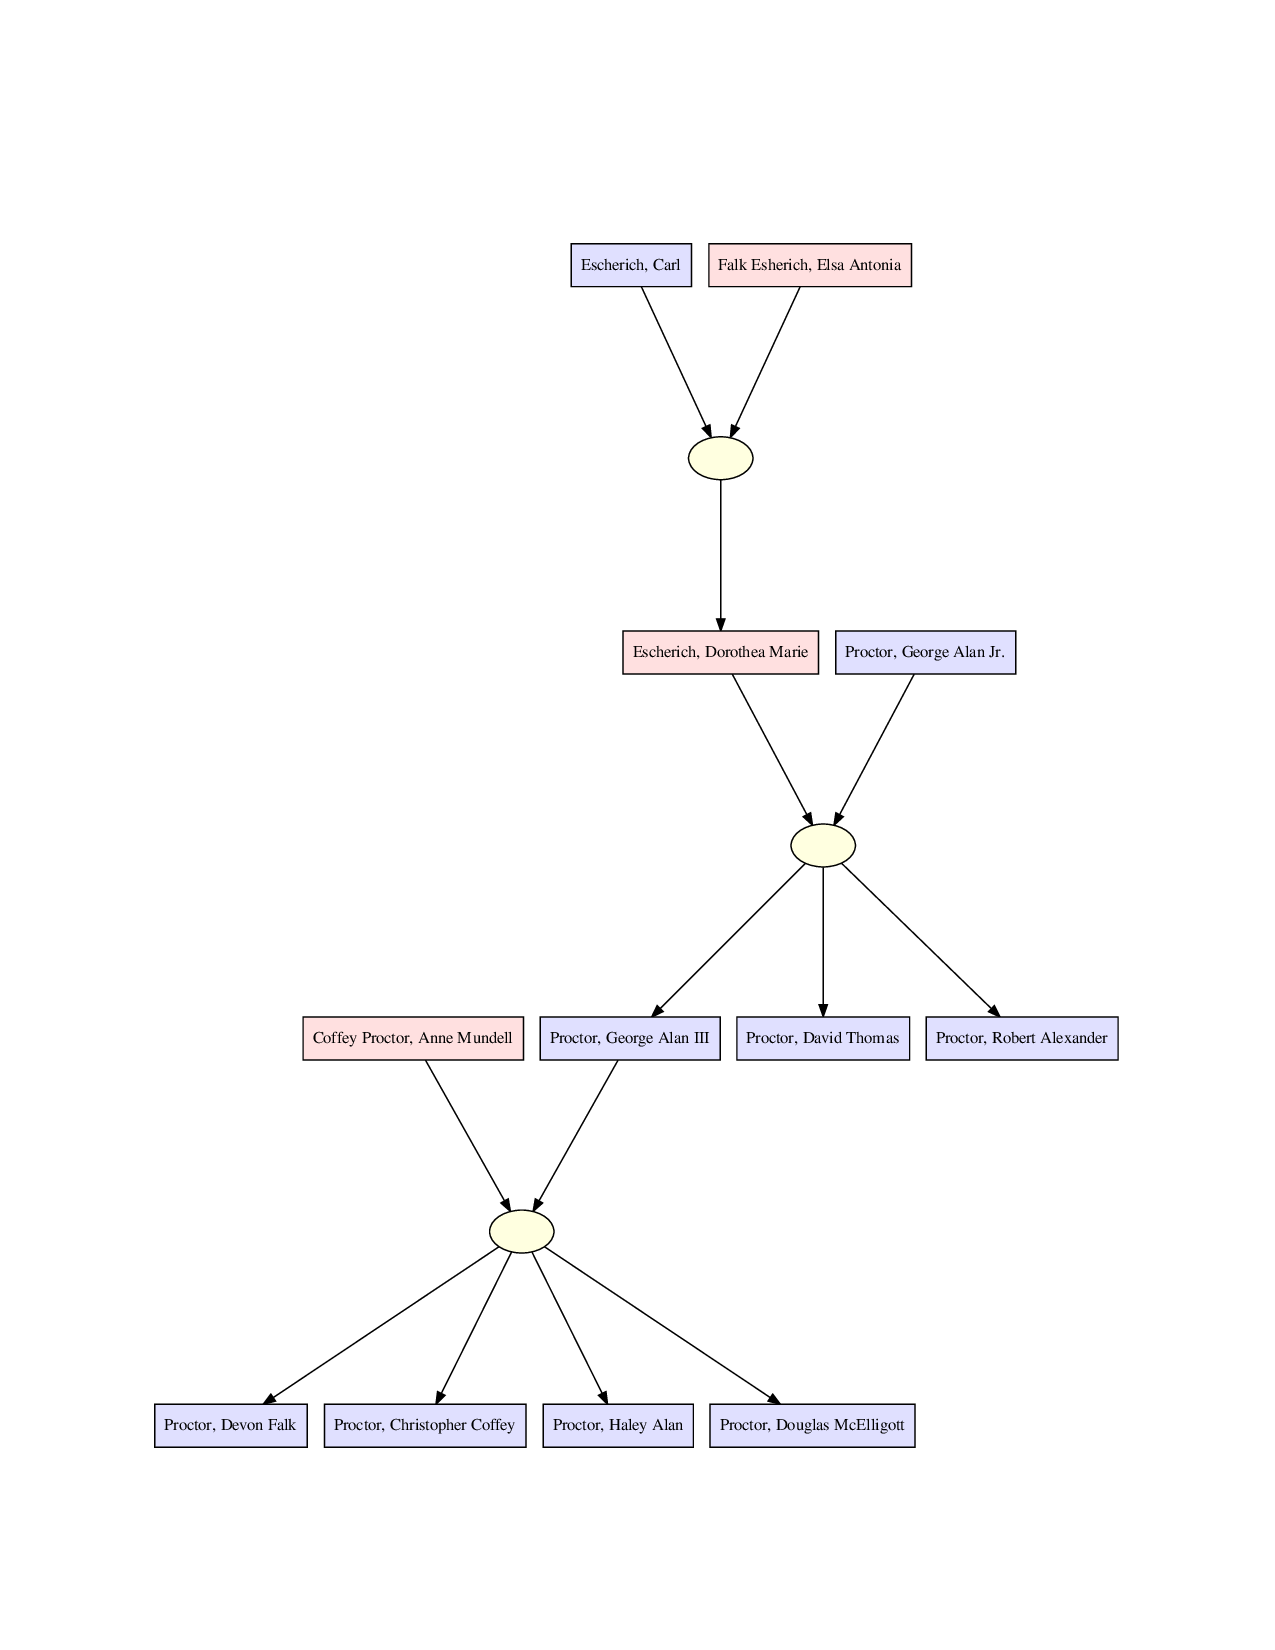 Escherich, Carl
Falk Esherich, Elsa Antonia
Escherich, Dorothea Marie
Proctor, George Alan Jr.
Coffey Proctor, Anne Mundell
Proctor, George Alan III
Proctor, David Thomas
Proctor, Robert Alexander
Proctor, Devon Falk
Proctor, Christopher Coffey
Proctor, Haley Alan
Proctor, Douglas McElligott